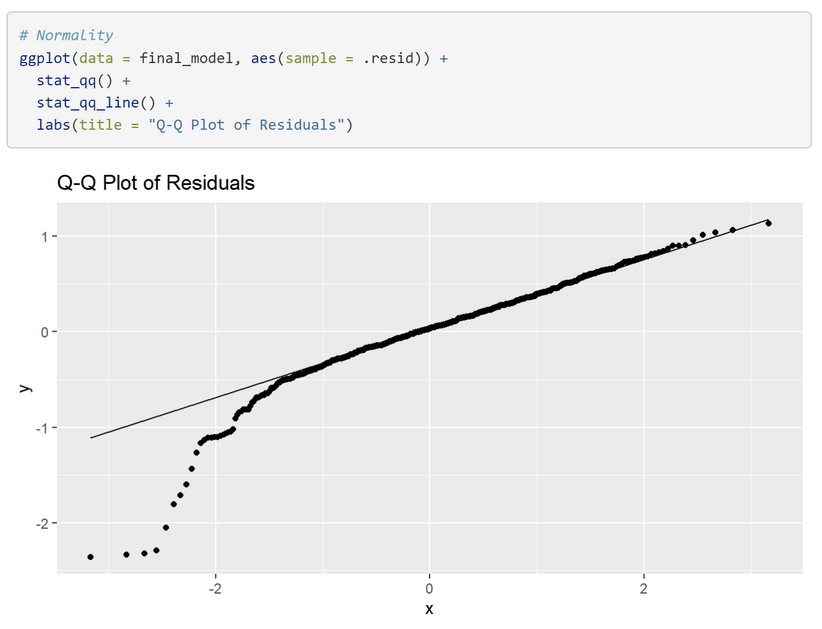 # Normality
ggplot(data = final_model, aes(sample = .resid)) +
  stat_qq() +
  stat_qq_line() +
  labs(title = "Q-Q Plot of Residuals")
Q-Q Plot of Residuals
1
0
-1
-2
y
-2 0 2
x